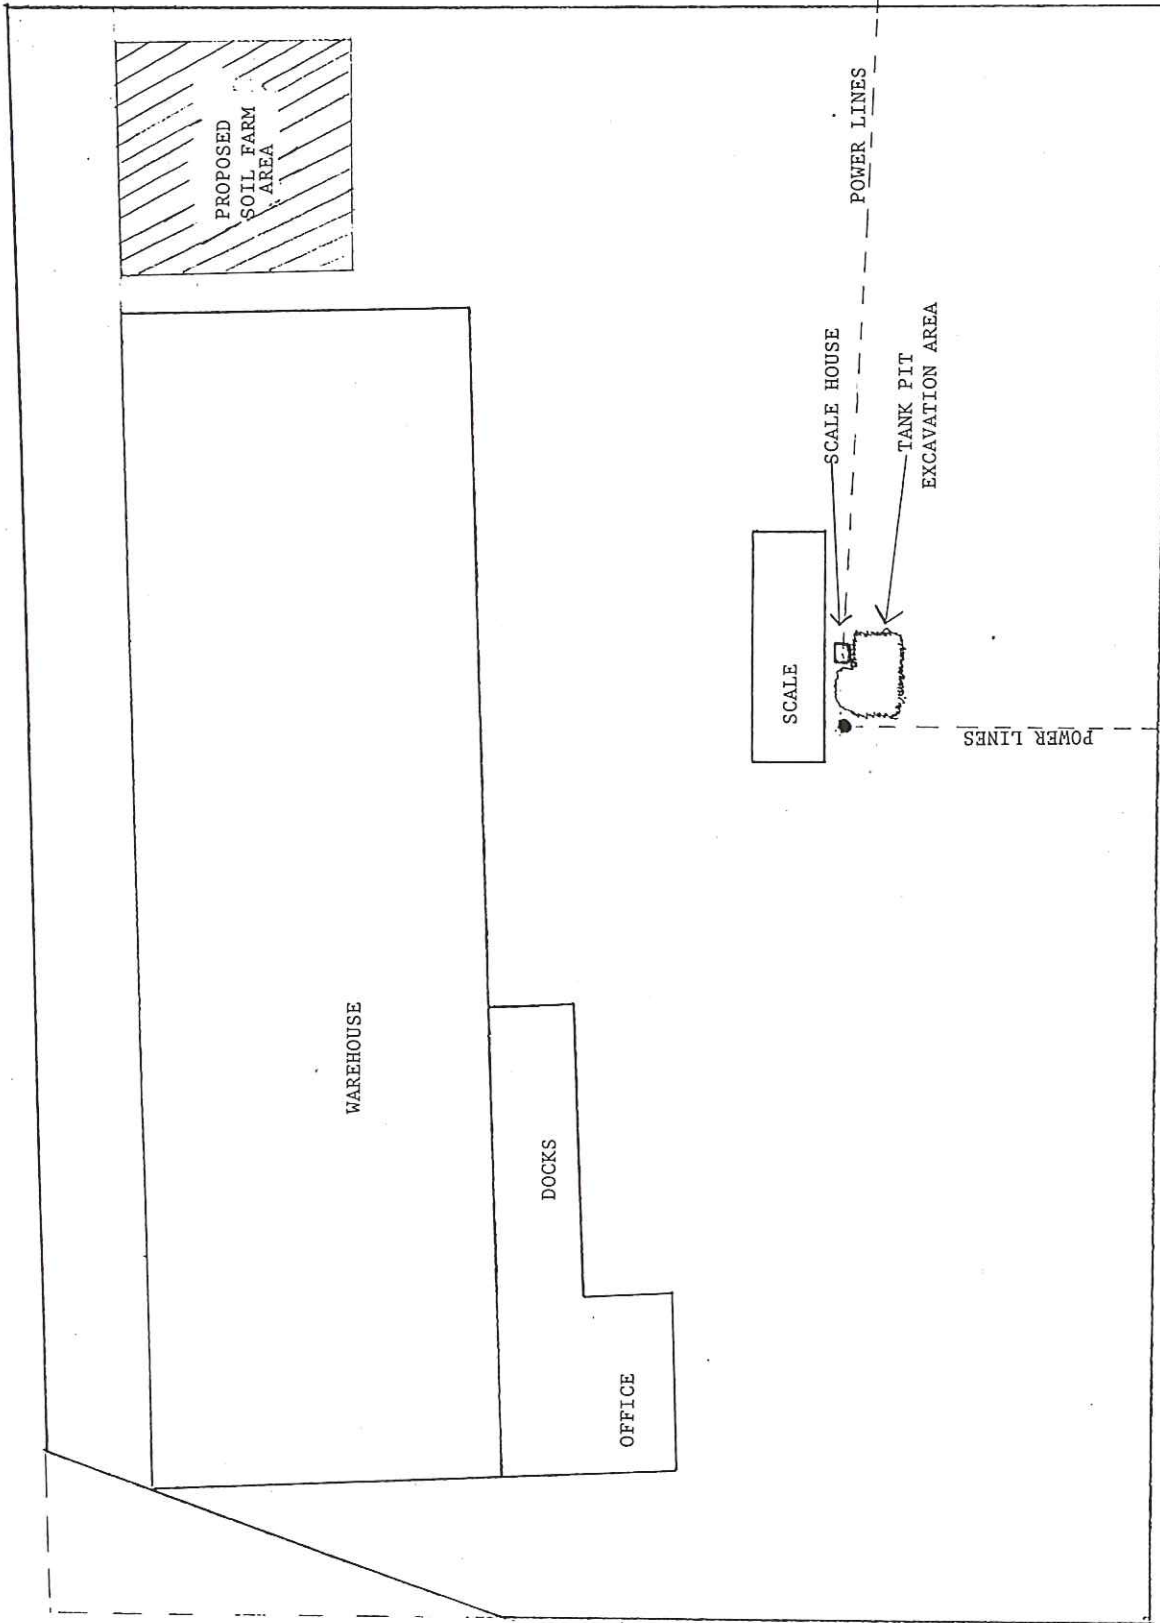 PROPOSED
SOIL FARM
AREA
POWER LINES
SCALE HOUSE
TANK PIT
EXCAVATION AREA
SCALE
POWER LINES
WAREHOUSE
DOCKS
OFFICE